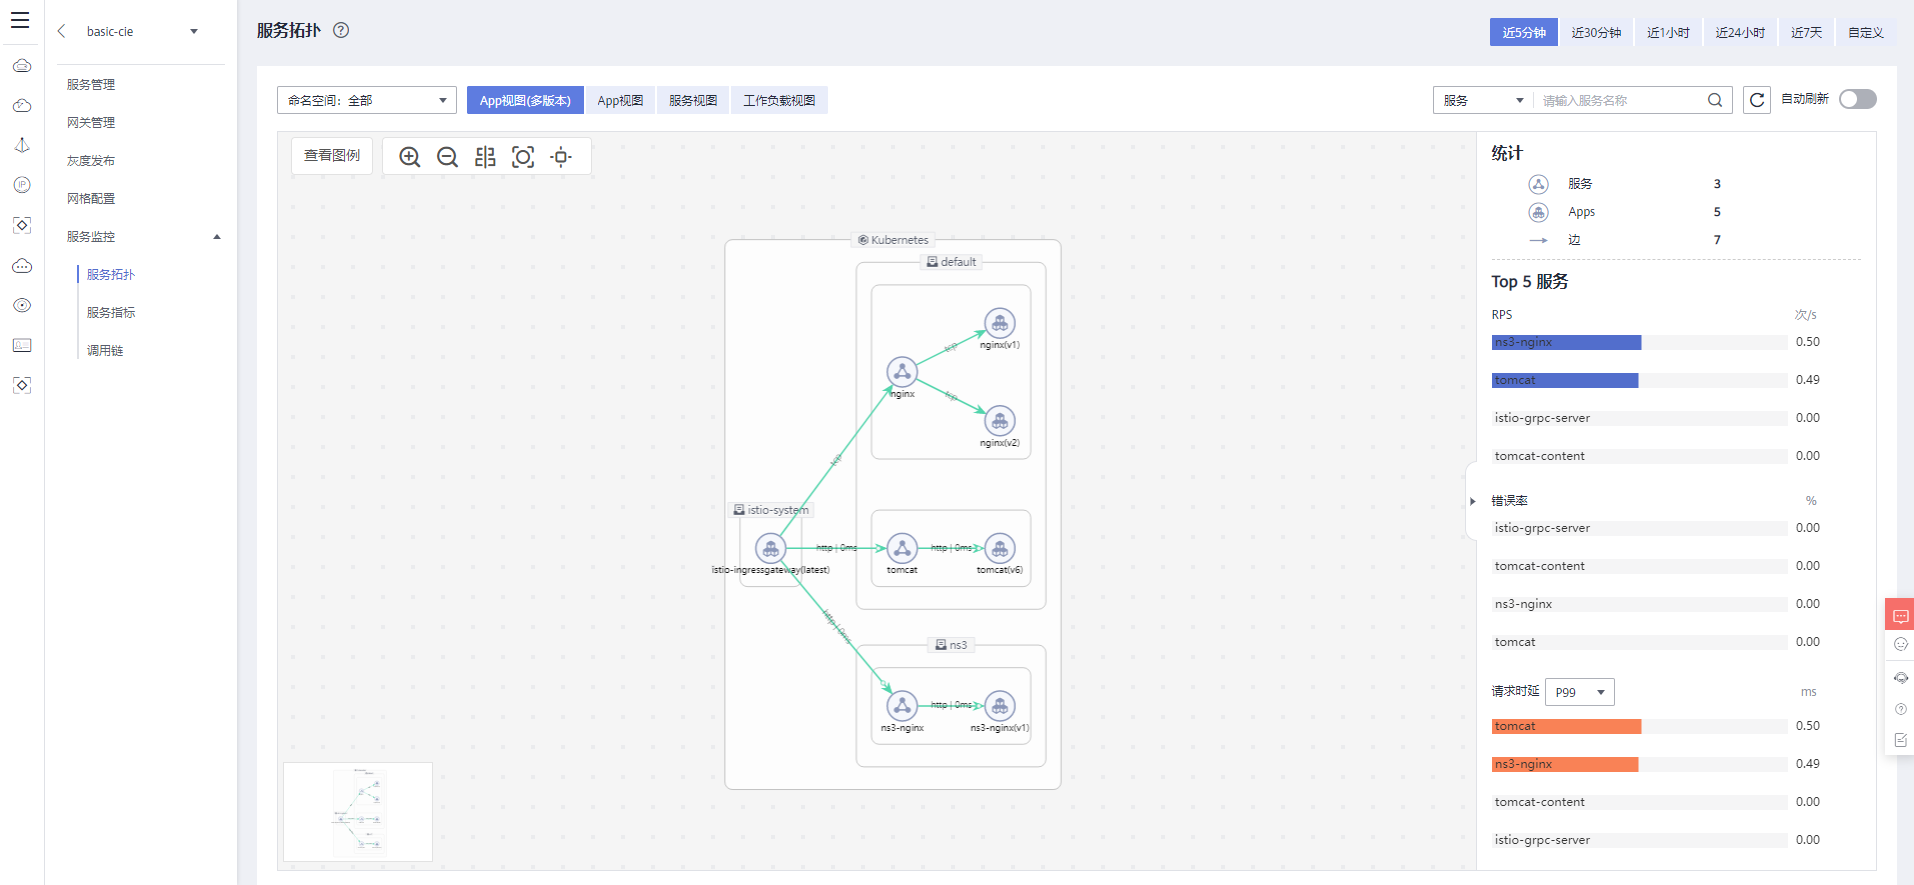 basic-cie
服务管理
网关管理
灰度发布
网格配置
服务监控
服务拓扑
服务指标
调用链
服务拓扑
近5分钟
近30分钟
近1小时
近24小时
近7天
自定义
命名空间：全部
App视图(多版本)
App视图
服务视图
工作负载视图
服务
请输入服务名称
自动刷新
查看图例
Kubernetes
default
nginx(v1)
nginx
tcp
nginx(v2)
tcp
istio-system
istio-ingressgateway(latest)
http | 0ms
tomcat
http | 0ms
tomcat(v6)
http | 0ms
ns3
ns3-nginx
http | 0ms
ns3-nginx(v1)
统计
服务 3
Apps 5
边 7
Top 5 服务
RPS 次/s
ns3-nginx 0.50
tomcat 0.49
istio-grpc-server 0.00
tomcat-content 0.00
错误率 %
istio-grpc-server 0.00
tomcat-content 0.00
ns3-nginx 0.00
tomcat 0.00
请求时延 P99 ms
tomcat 0.50
ns3-nginx 0.49
tomcat-content 0.00
istio-grpc-server 0.00